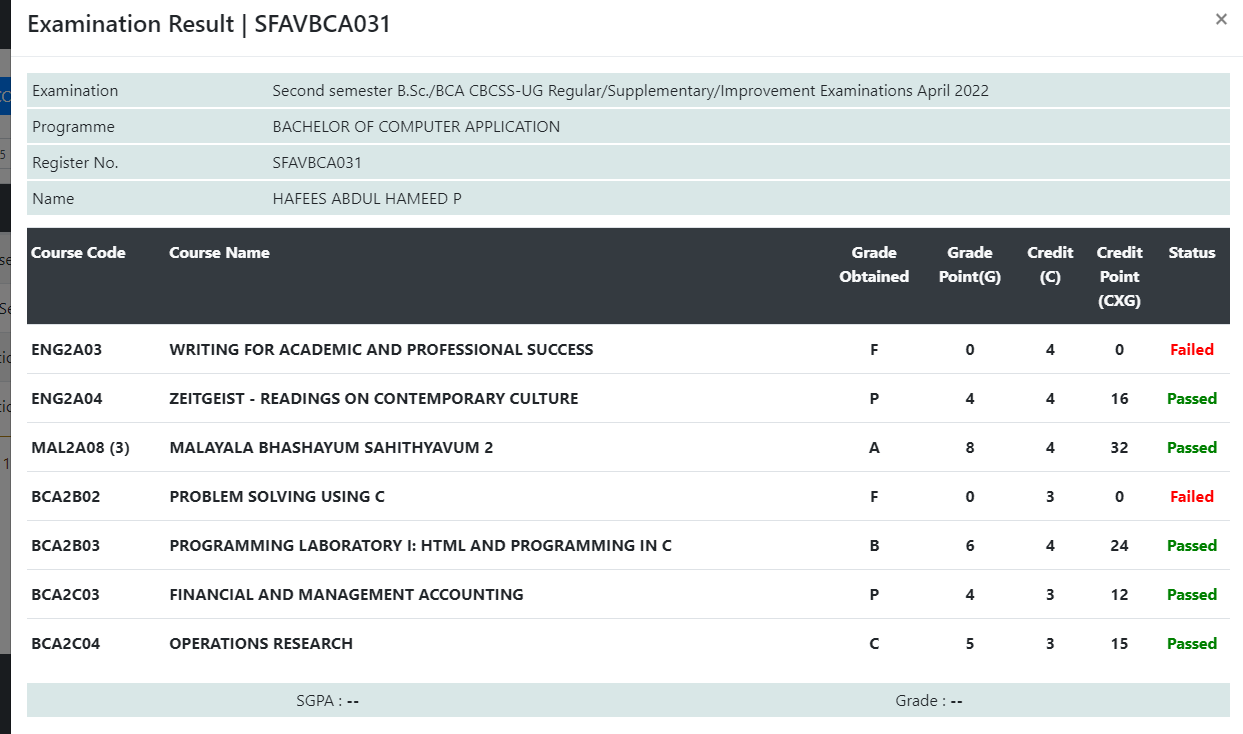 Examination Result | SFAVBCA031
×
Examination Second semester B.Sc./BCA CBCSS-UG Regular/Supplementary/Improvement Examinations April 2022
Programme BACHELOR OF COMPUTER APPLICATION
Register No. SFAVBCA031
Name HAFEES ABDUL HAMEED P
Course Code Course Name Grade Obtained Grade Point(G) Credit (C) Credit Point (CXG) Status
ENG2A03 WRITING FOR ACADEMIC AND PROFESSIONAL SUCCESS F 0 4 0 Failed
ENG2A04 ZEITGEIST - READINGS ON CONTEMPORARY CULTURE P 4 4 16 Passed
MAL2A08 (3) MALAYALA BHASHAYUM SAHITHYAVUM 2 A 8 4 32 Passed
BCA2B02 PROBLEM SOLVING USING C F 0 3 0 Failed
BCA2B03 PROGRAMMING LABORATORY I: HTML AND PROGRAMMING IN C B 6 4 24 Passed
BCA2C03 FINANCIAL AND MANAGEMENT ACCOUNTING P 4 3 12 Passed
BCA2C04 OPERATIONS RESEARCH C 5 3 15 Passed
SGPA : -- Grade : --